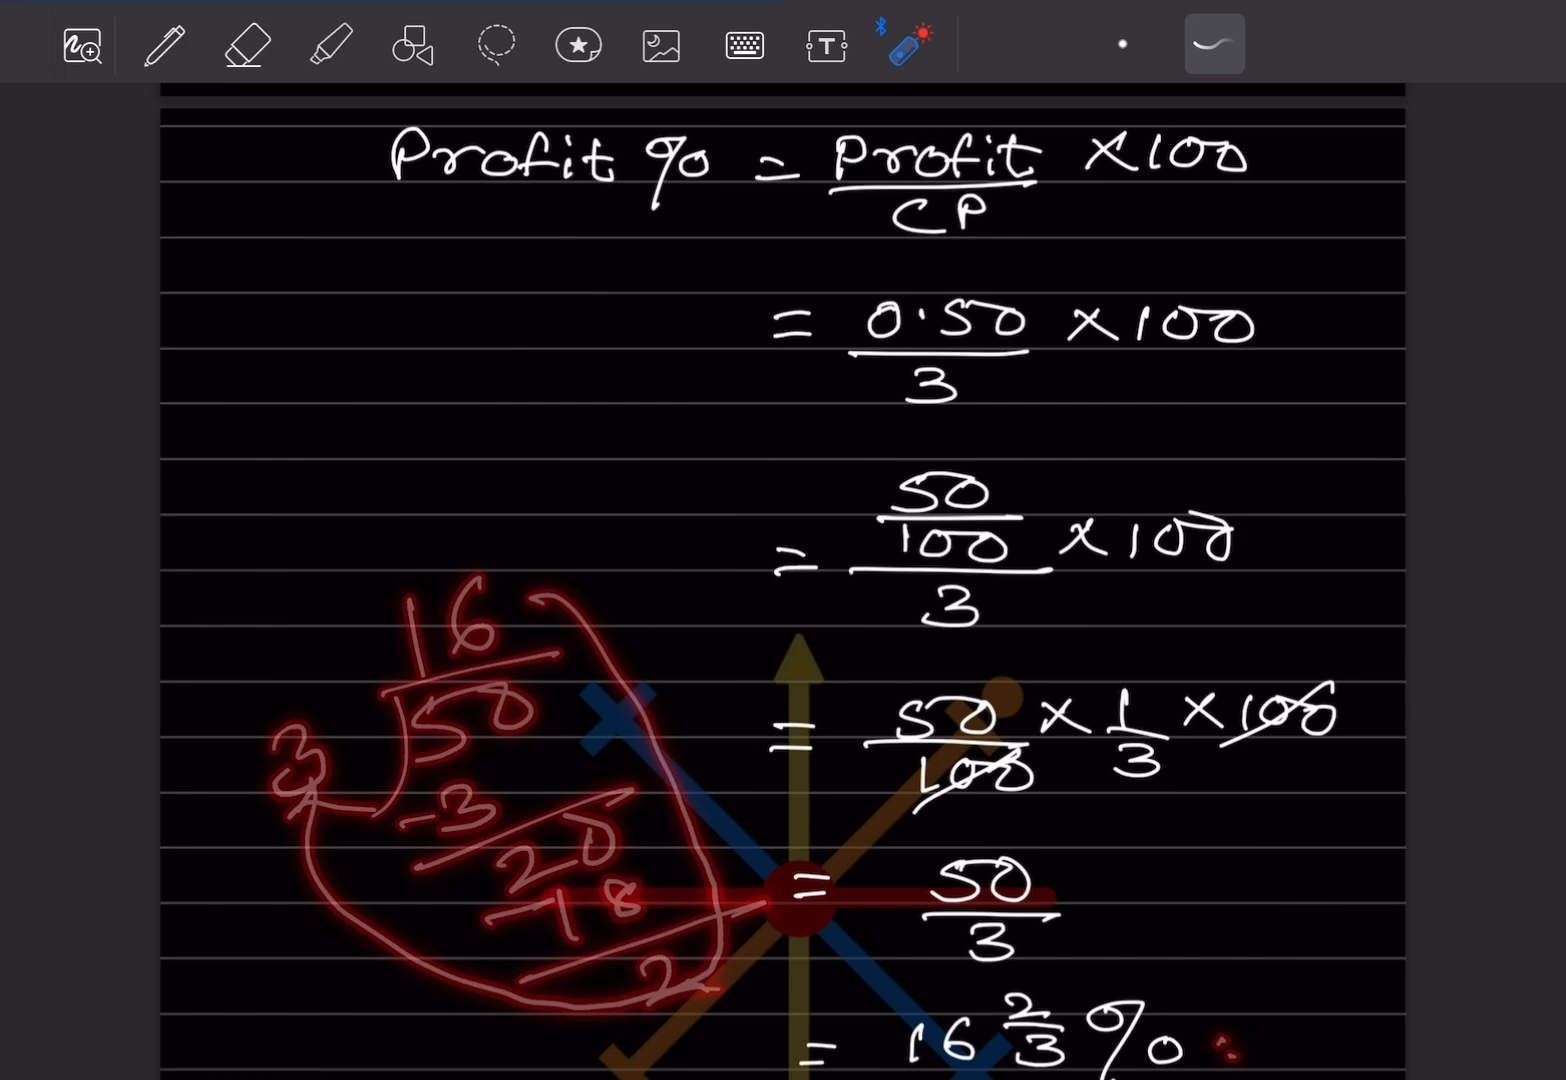 Profit % = Profit / CP × 100
= 0.50 / 3 × 100
= 50/100 / 3 × 100
= 50/100 × 1/3 × 100
= 50/3
= 16 2/3 %
16
3 ) 50
-3
20
-18
2
T